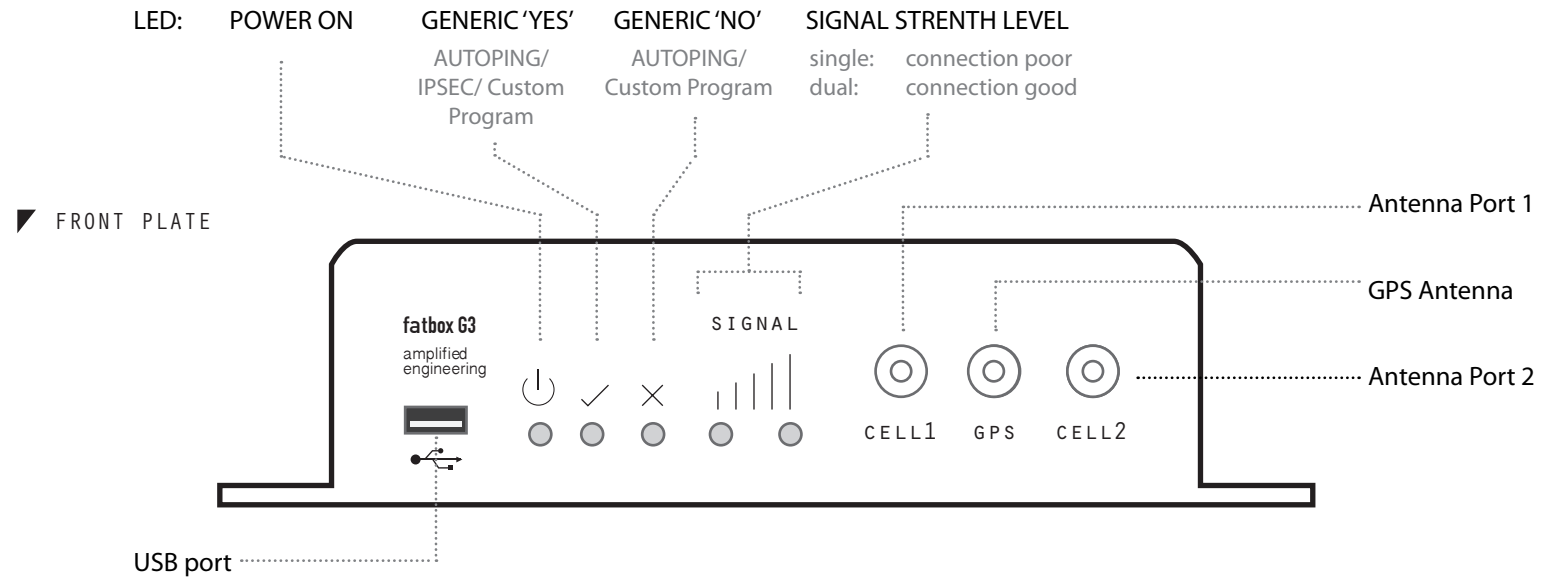 LED: POWER ON GENERIC ‘YES’ GENERIC ‘NO’ SIGNAL STRENTH LEVEL
AUTOPING/
IPSEC/ Custom
Program
AUTOPING/
Custom Program
single: connection poor
dual: connection good
FRONT PLATE
Antenna Port 1
GPS Antenna
Antenna Port 2
fatbox G3
amplified
engineering
SIGNAL
CELL1 GPS CELL2
USB port